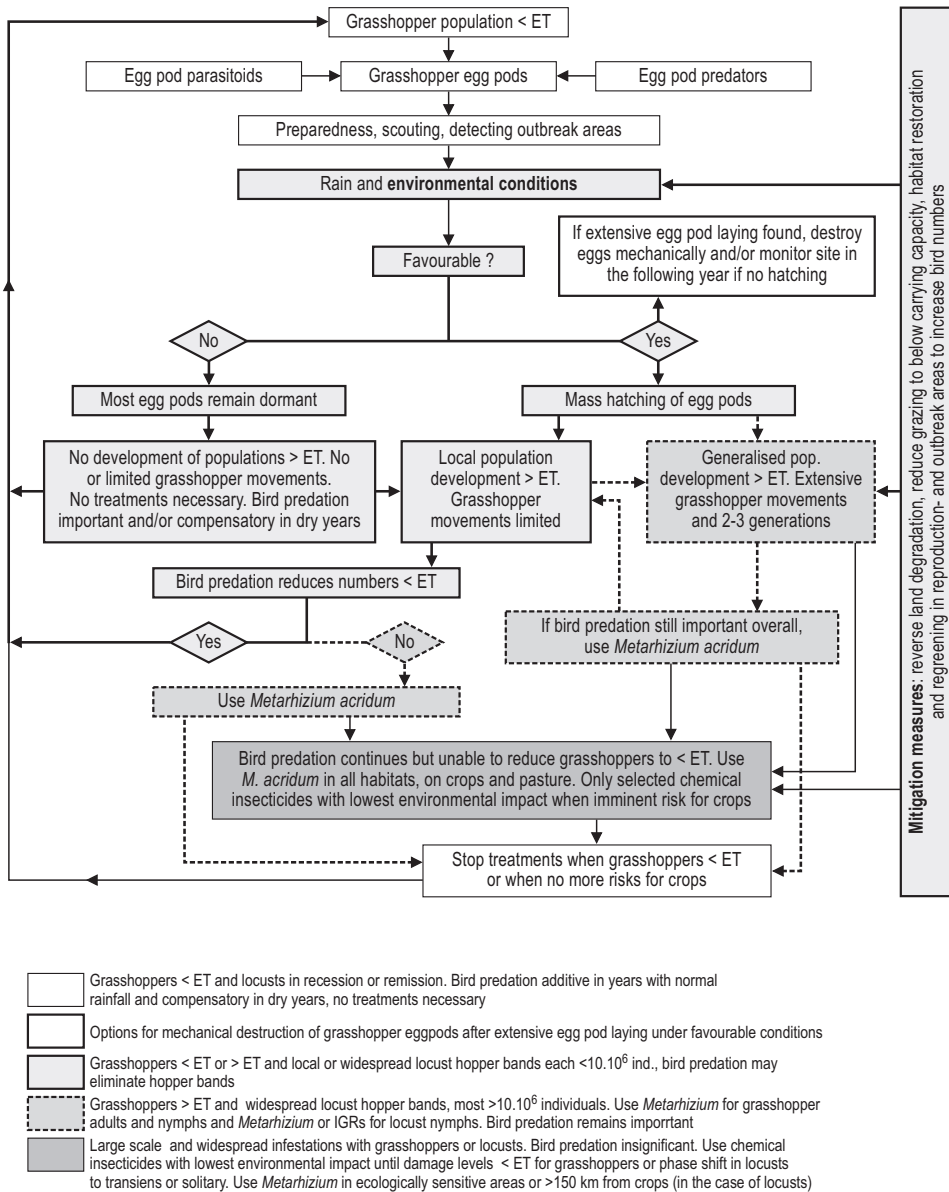 Grasshopper population < ET
Egg pod parasitoids
Grasshopper egg pods
Egg pod predators
Preparedness, scouting, detecting outbreak areas
Rain and environmental conditions
Favourable ?
If extensive egg pod laying found, destroy
eggs mechanically and/or monitor site in
the following year if no hatching
No
Yes
Most egg pods remain dormant
Mass hatching of egg pods
No development of populations > ET. No
or limited grasshopper movements.
No treatments necessary. Bird predation
important and/or compensatory in dry years
Local population
development > ET.
Grasshopper
movements limited
Generalised pop.
development > ET. Extensive
grasshopper movements
and 2-3 generations
Bird predation reduces numbers < ET
Yes
No
If bird predation still important overall,
use Metarhizium acridum
Use Metarhizium acridum
Bird predation continues but unable to reduce grasshoppers to < ET. Use
M. acridum in all habitats, on crops and pasture. Only selected chemical
insecticides with lowest environmental impact when imminent risk for crops
Stop treatments when grasshoppers < ET
or when no more risks for crops
Mitigation measures: reverse land degradation, reduce grazing to below carrying capacity, habitat restoration
and regreening in reproduction- and outbreak areas to increase bird numbers
Grasshoppers < ET and locusts in recession or remission. Bird predation additive in years with normal
rainfall and compensatory in dry years, no treatments necessary
Options for mechanical destruction of grasshopper eggpods after extensive egg pod laying under favourable conditions
Grasshoppers < ET or > ET and local or widespread locust hopper bands each <10.10⁶ ind., bird predation may
eliminate hopper bands
Grasshoppers > ET and widespread locust hopper bands, most >10.10⁶ individuals. Use Metarhizium for grasshopper
adults and nymphs and Metarhizium or IGRs for locust nymphs. Bird predation remains imporrtant
Large scale and widespread infestations with grasshoppers or locusts. Bird predation insignificant. Use chemical
insecticides with lowest environmental impact until damage levels < ET for grasshoppers or phase shift in locusts
to transiens or solitary. Use Metarhizium in ecologically sensitive areas or >150 km from crops (in the case of locusts)